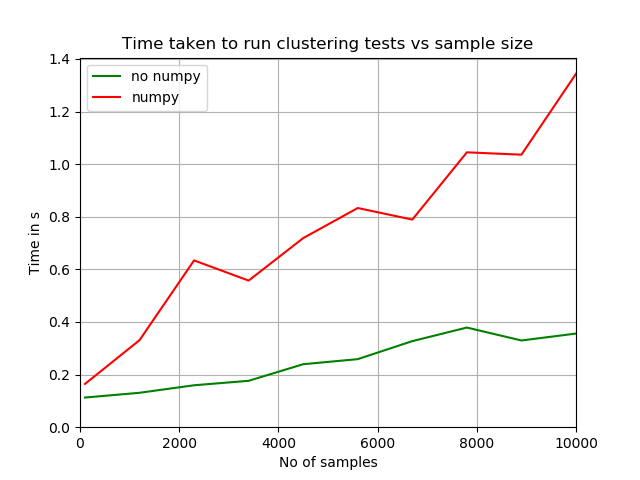 Time taken to run clustering tests vs sample size
1.4
no numpy
numpy
1.2
1.0
0.8
Time in s
0.6
0.4
0.2
0.0
0 2000 4000 6000 8000 10000
No of samples